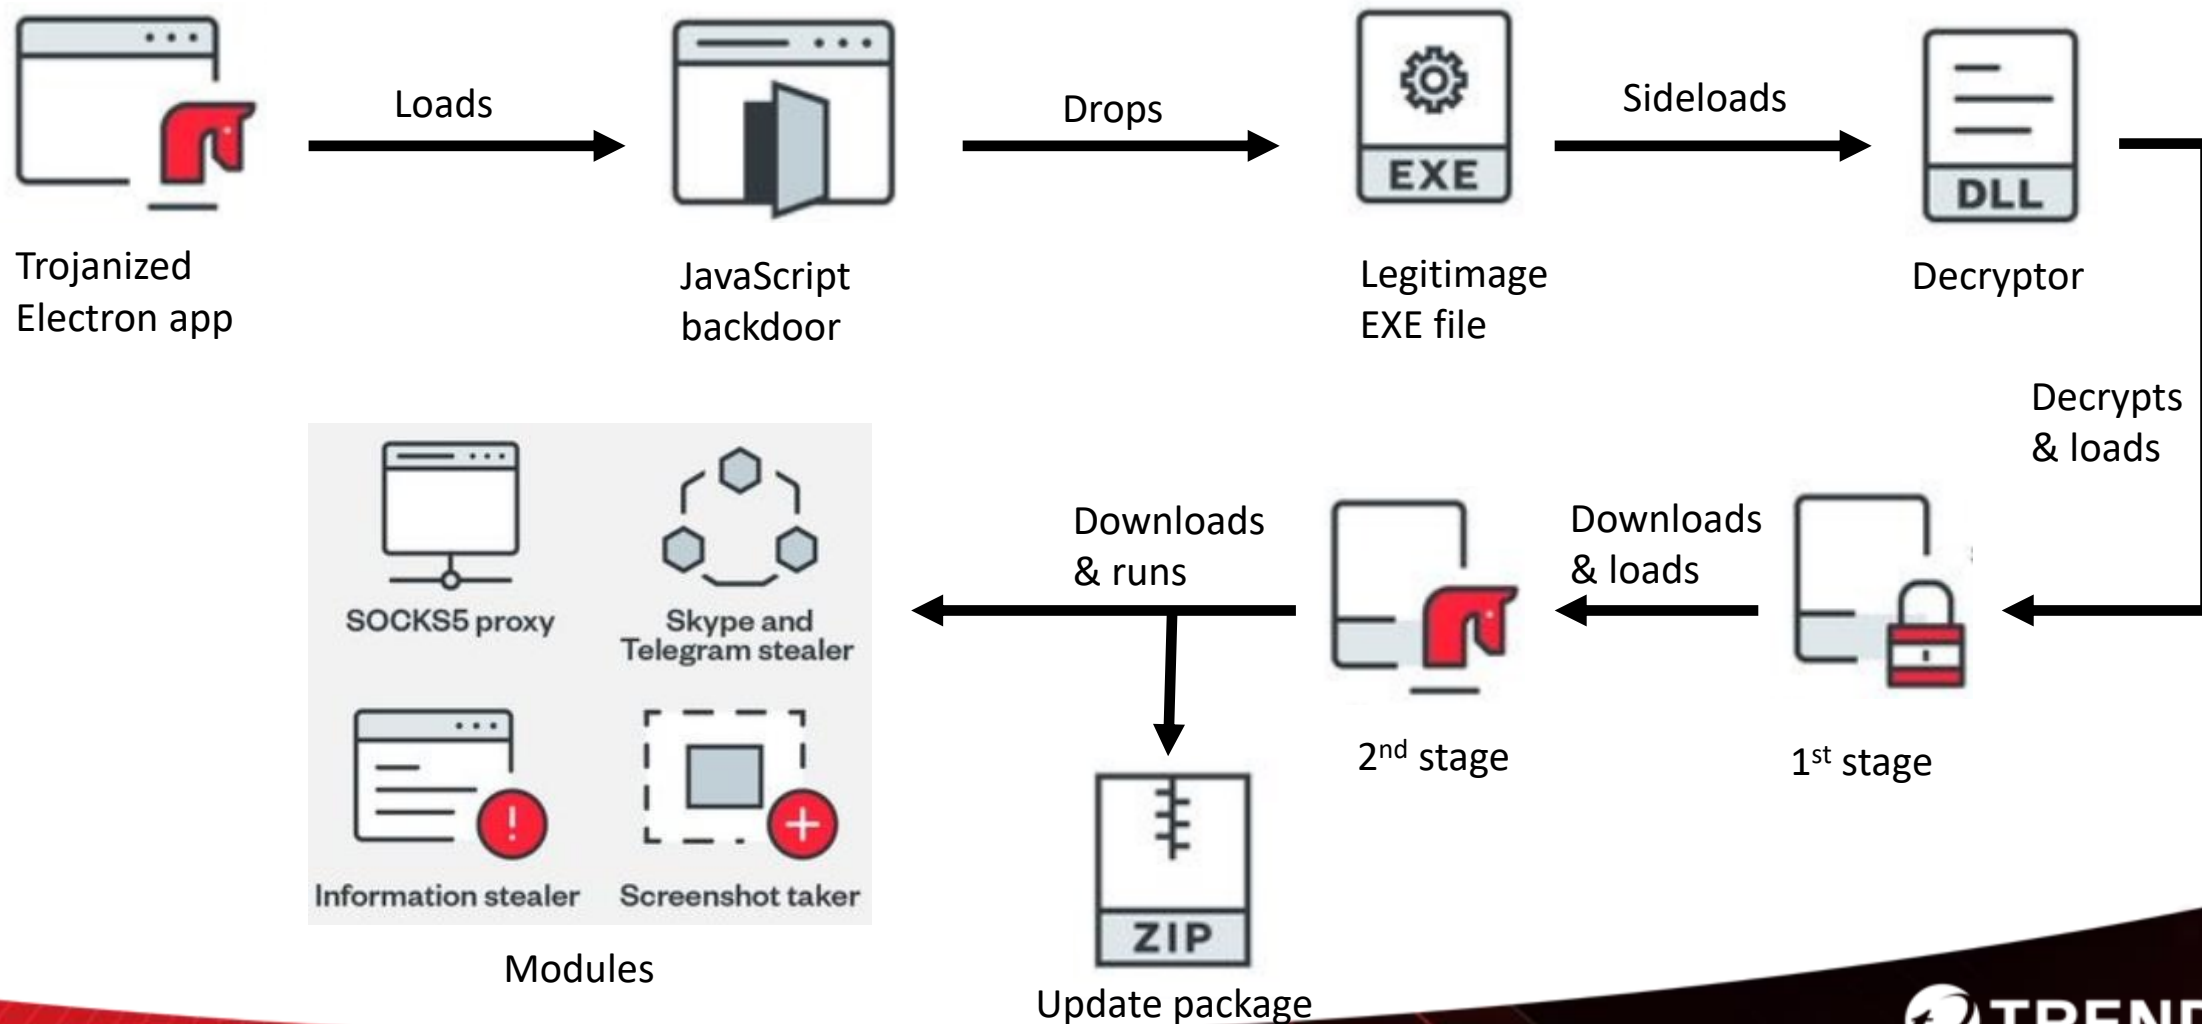 Loads
Drops
Sideloads
EXE
DLL
Trojanized
Electron app
JavaScript
backdoor
Legitimage
EXE file
Decryptor
Decrypts
& loads
Downloads
& loads
Downloads
& runs
SOCKS5 proxy
Skype and
Telegram stealer
Information stealer
Screenshot taker
Modules
2nd stage
1st stage
ZIP
Update package
TREND